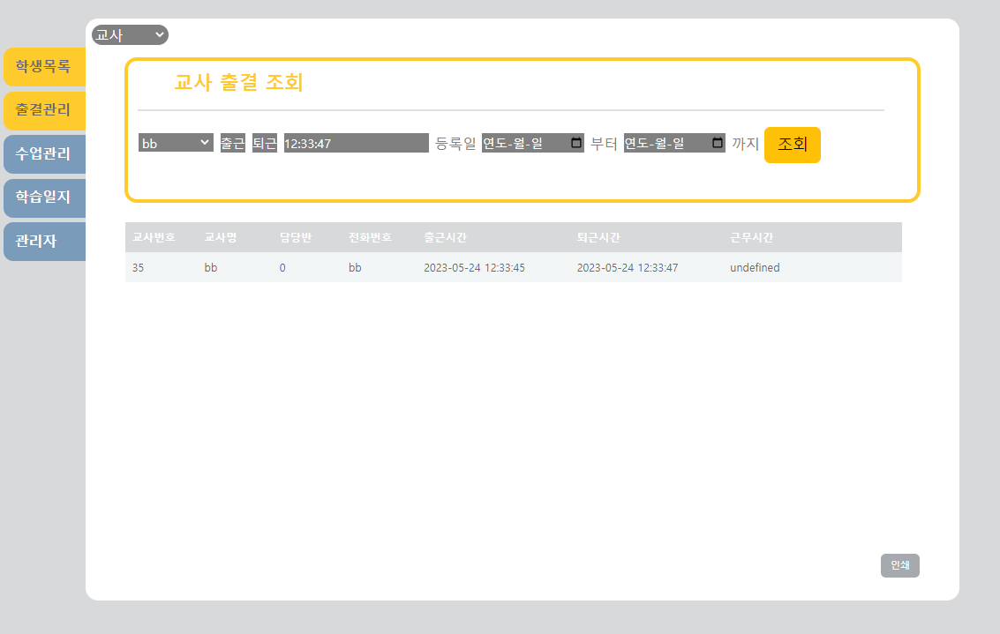 교사
학생목록
출결관리
수업관리
학습일지
관리자
교사 출결 조회
bb 출근 퇴근 12:33:47 등록일 연도-월-일 부터 연도-월-일 까지 조회
교사번호 교사명 담당반 전화번호 출근시간 퇴근시간 근무시간
35 bb 0 bb 2023-05-24 12:33:45 2023-05-24 12:33:47 undefined
인쇄